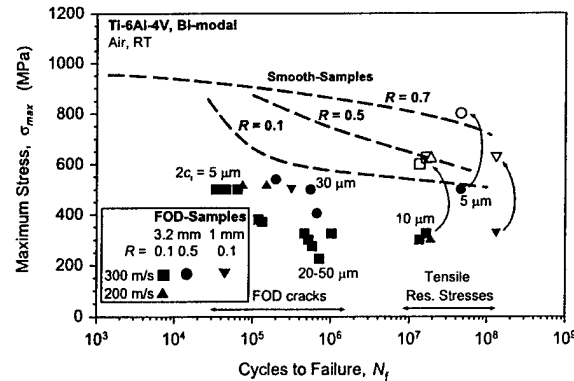 Ti-6Al-4V, Bi-modal
Air, RT
Smooth-Samples
R = 0.7
R = 0.5
R = 0.1
2cᵢ = 5 μm
30 μm
5 μm
10 μm
20-50 μm
FOD-Samples
3.2 mm 1 mm
R = 0.1 0.5 0.1
300 m/s
200 m/s
FOD cracks
Tensile
Res. Stresses
Maximum Stress, σmax (MPa)
1200
1000
800
600
400
200
0
10³ 10⁴ 10⁵ 10⁶ 10⁷ 10⁸ 10⁹
Cycles to Failure, Nf